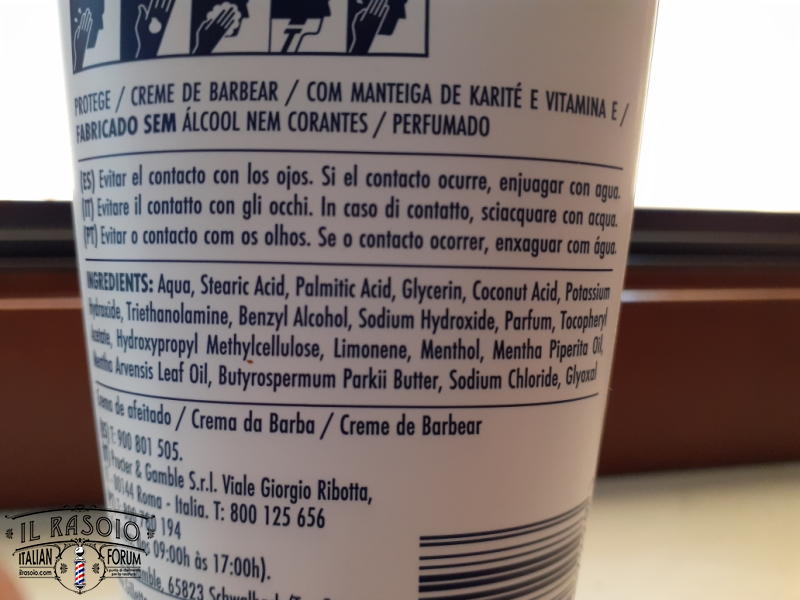 PROTEGE / CREME DE BARBEAR / COM MANTEIGA DE KARITÉ E VITAMINA E /
FABRICADO SEM ÁLCOOL NEM CORANTES / PERFUMADO
(ES) Evitar el contacto con los ojos. Si el contacto ocurre, enjuagar con agua.
(IT) Evitare il contatto con gli occhi. In caso di contatto, sciacquare con acqua.
(PT) Evitar o contacto com os olhos. Se o contacto ocorrer, enxaguar com água.
INGREDIENTS: Aqua, Stearic Acid, Palmitic Acid, Glycerin, Coconut Acid, Potassium
Hydroxide, Triethanolamine, Benzyl Alcohol, Sodium Hydroxide, Parfum, Tocopheryl
Acetate, Hydroxypropyl Methylcellulose, Limonene, Menthol, Mentha Piperita Oil,
Mentha Arvensis Leaf Oil, Butyrospermum Parkii Butter, Sodium Chloride, Glyoxal
Crema de afeitado / Crema da Barba / Creme de Barbear
(ES) T: 900 801 505.
Procter & Gamble S.r.l. Viale Giorgio Ribotta,
00144 Roma - Italia. T: 800 125 656
194
09:00h às 17:00h).
65823
IL RASOIO
ITALIAN FORUM
ilrasoio.com